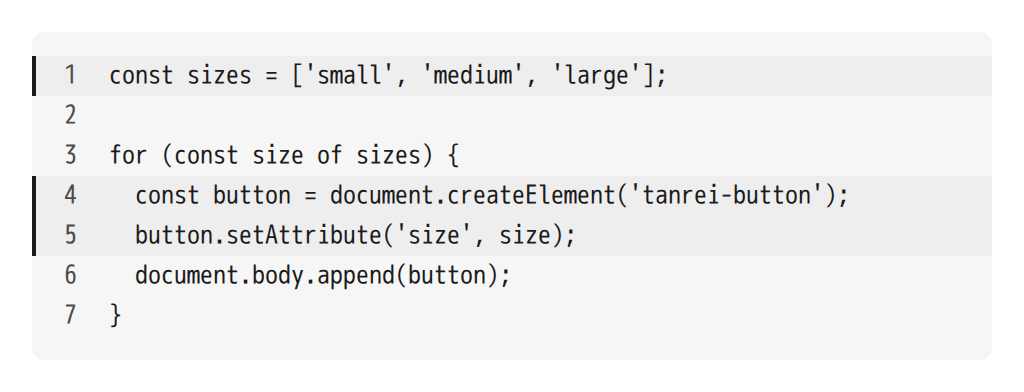 1 const sizes = ['small', 'medium', 'large'];
2
3 for (const size of sizes) {
4   const button = document.createElement('tanrei-button');
5   button.setAttribute('size', size);
6   document.body.append(button);
7 }